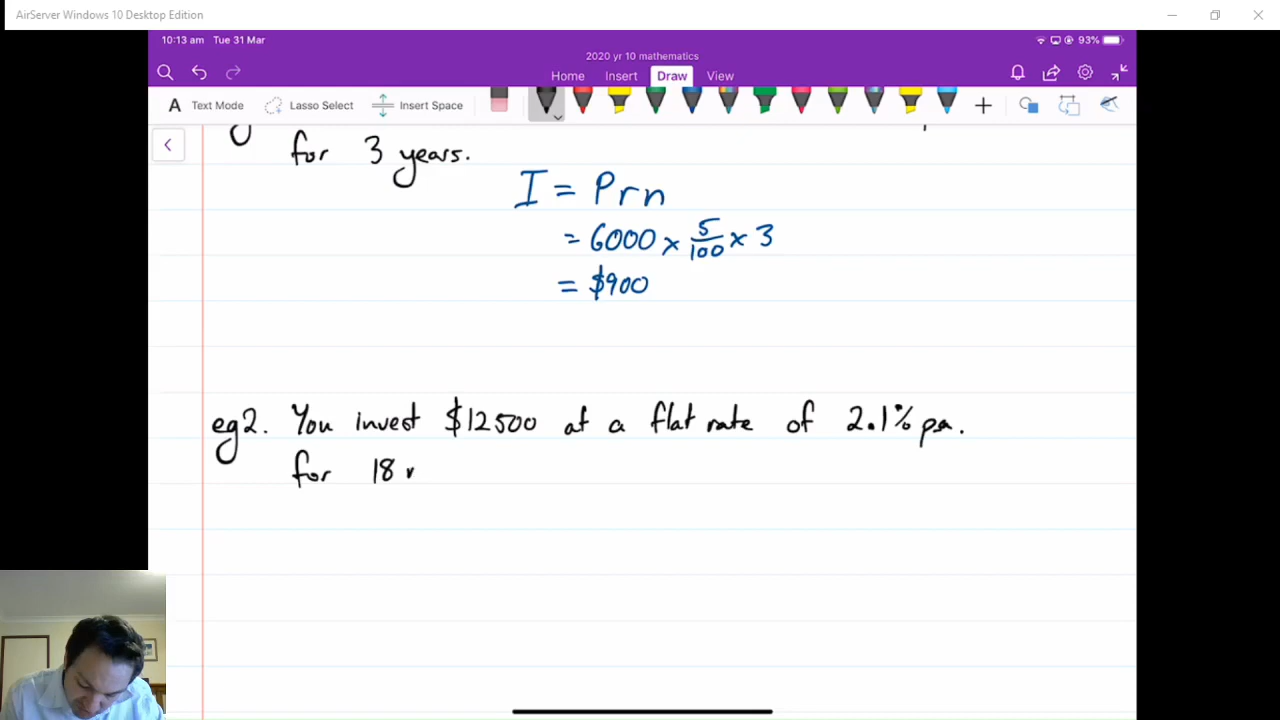 AirServer Windows 10 Desktop Edition
10:13 am Tue 31 Mar
93%
2020 yr 10 mathematics
Home Insert Draw View
A Text Mode Lasso Select Insert Space
for 3 years.
I = Prn
= 6000 × 5/100 × 3
= $900
eg2. You invest $12500 at a flat rate of 2.1% pa.
for 18